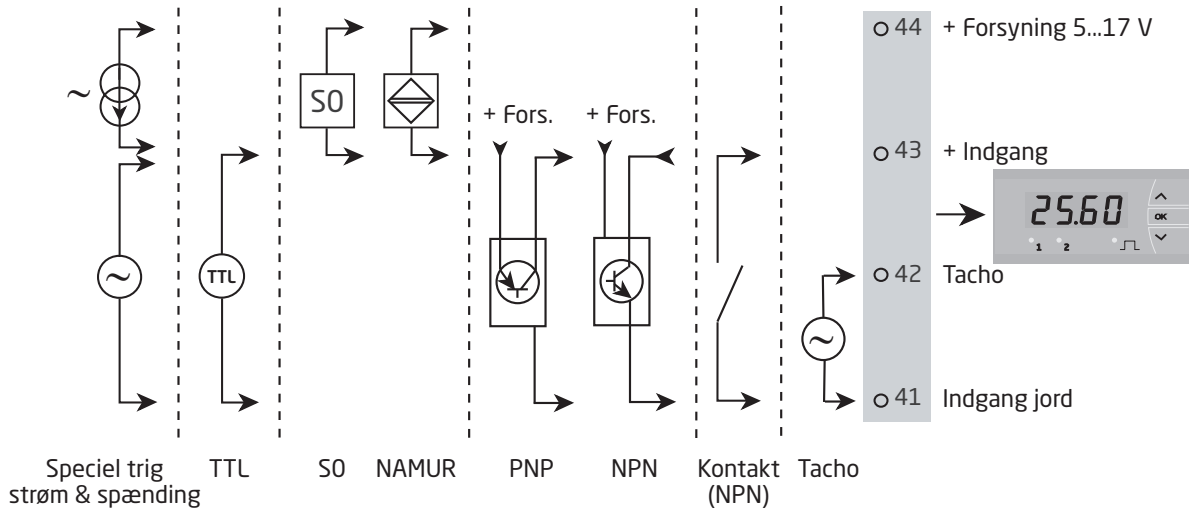 44 + Forsyning 5...17 V
~
S0
+ Fors. + Fors.
43 + Indgang
25.60
OK
1 2
~
TTL
42 Tacho
~
41 Indgang jord
Speciel trig
strøm & spænding
TTL
S0
NAMUR
PNP
NPN
Kontakt
(NPN)
Tacho